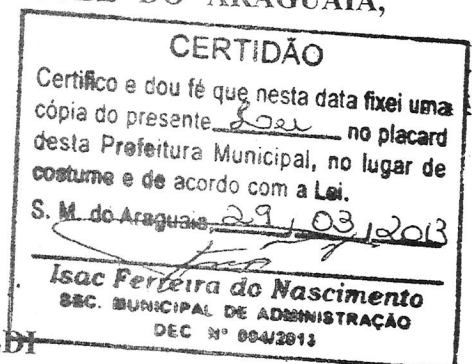 DO ARAGUAIA,
CERTIDÃO
Certifico e dou fé que nesta data fixei uma
cópia do presente Lei no placard
desta Prefeitura Municipal, no lugar de
costume e de acordo com a Lei.
S. M. do Araguaia, 29, 03, 2013
Isac Ferreira do Nascimento
SEC. MUNICIPAL DE ADMINISTRAÇÃO
DEC Nº 004/2013